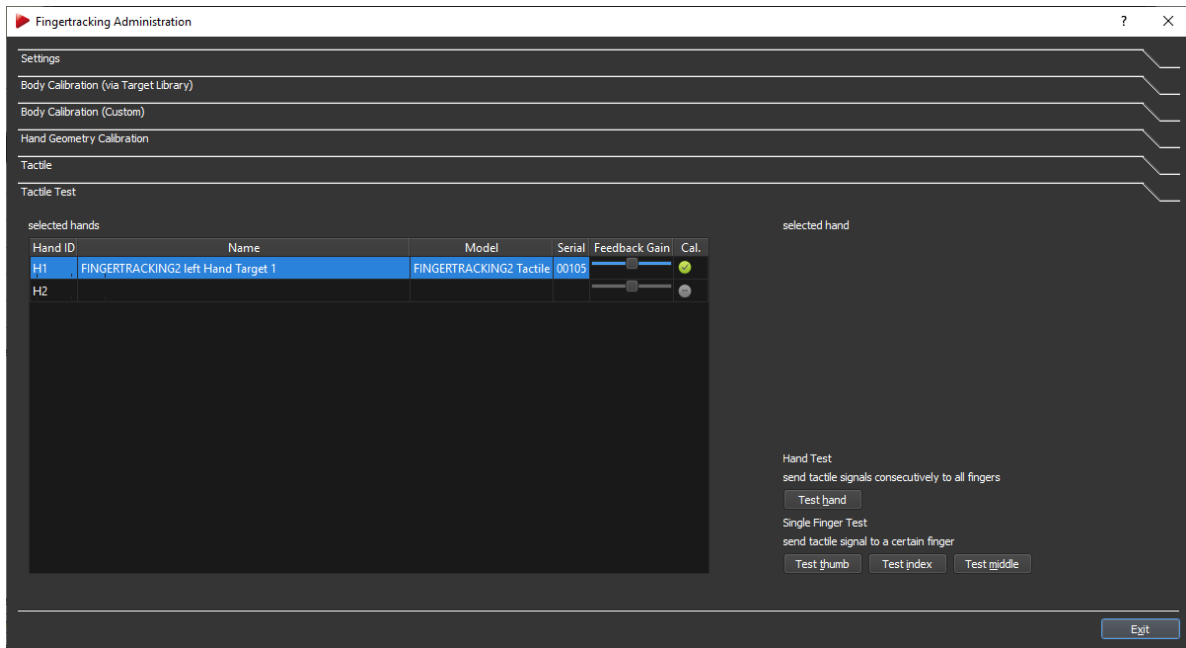 Fingertracking Administration ?
Settings
Body Calibration (via Target Library)
Body Calibration (Custom)
Hand Geometry Calibration
Tactile
Tactile Test
selected hands
selected hand
Hand ID Name Model Serial Feedback Gain Cal.
H1 FINGERTRACKING2 left Hand Target 1 FINGERTRACKING2 Tactile 00105
H2
Hand Test
send tactile signals consecutively to all fingers
Test hand
Single Finger Test
send tactile signal to a certain finger
Test thumb Test index Test middle
Exit